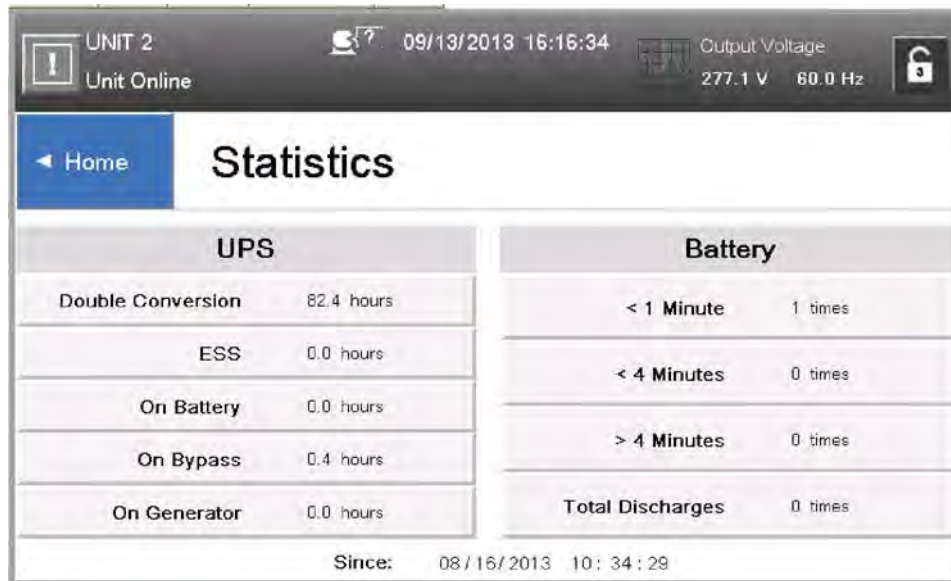 UNIT 2
Unit Online
? 09/13/2013 16:16:34
Output Voltage
277.1 V 60.0 Hz
3
◄ Home
Statistics
UPS
Double Conversion 82.4 hours
ESS 0.0 hours
On Battery 0.0 hours
On Bypass 0.4 hours
On Generator 0.0 hours
Battery
< 1 Minute 1 times
< 4 Minutes 0 times
> 4 Minutes 0 times
Total Discharges 0 times
Since: 08/16/2013 10:34:29